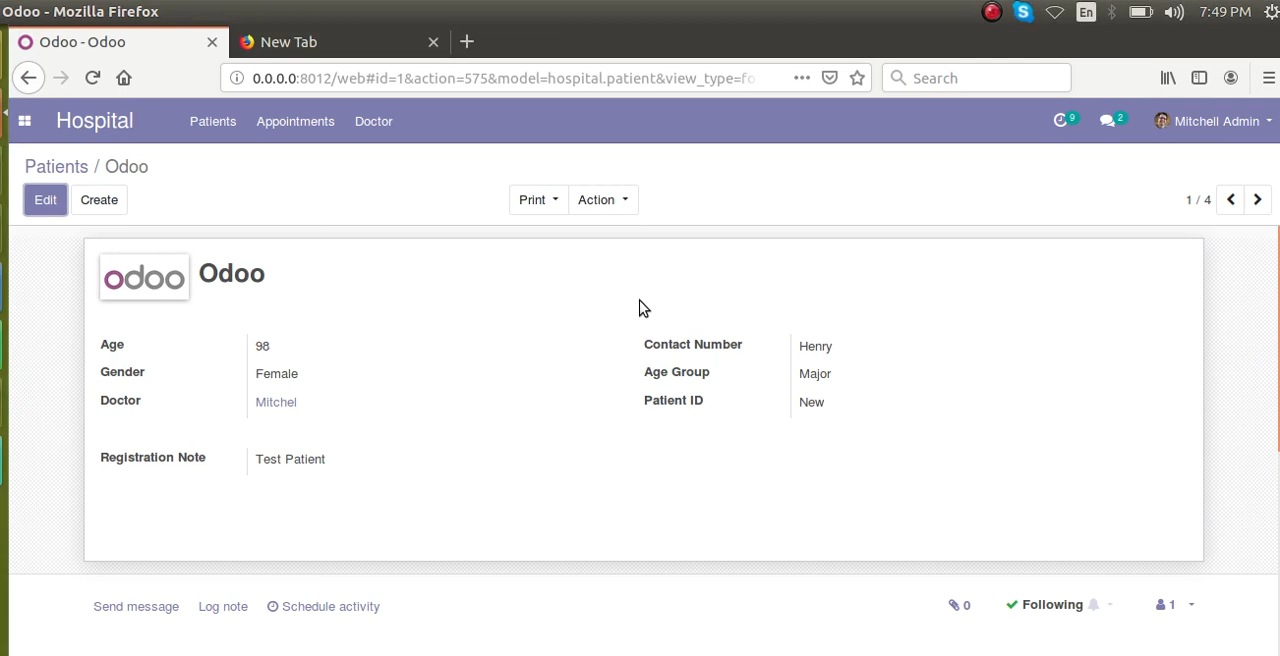 Odoo - Mozilla Firefox En 7:49 PM
Odoo - Odoo New Tab
0.0.0.0:8012/web#id=1&action=575&model=hospital.patient&view_type=fo Search
Hospital Patients Appointments Doctor 9 2 Mitchell Admin
Patients / Odoo
Edit Create Print Action 1 / 4
odoo Odoo
Age 98 Contact Number Henry
Gender Female Age Group Major
Doctor Mitchel Patient ID New
Registration Note Test Patient
Send message Log note Schedule activity 0 Following 1